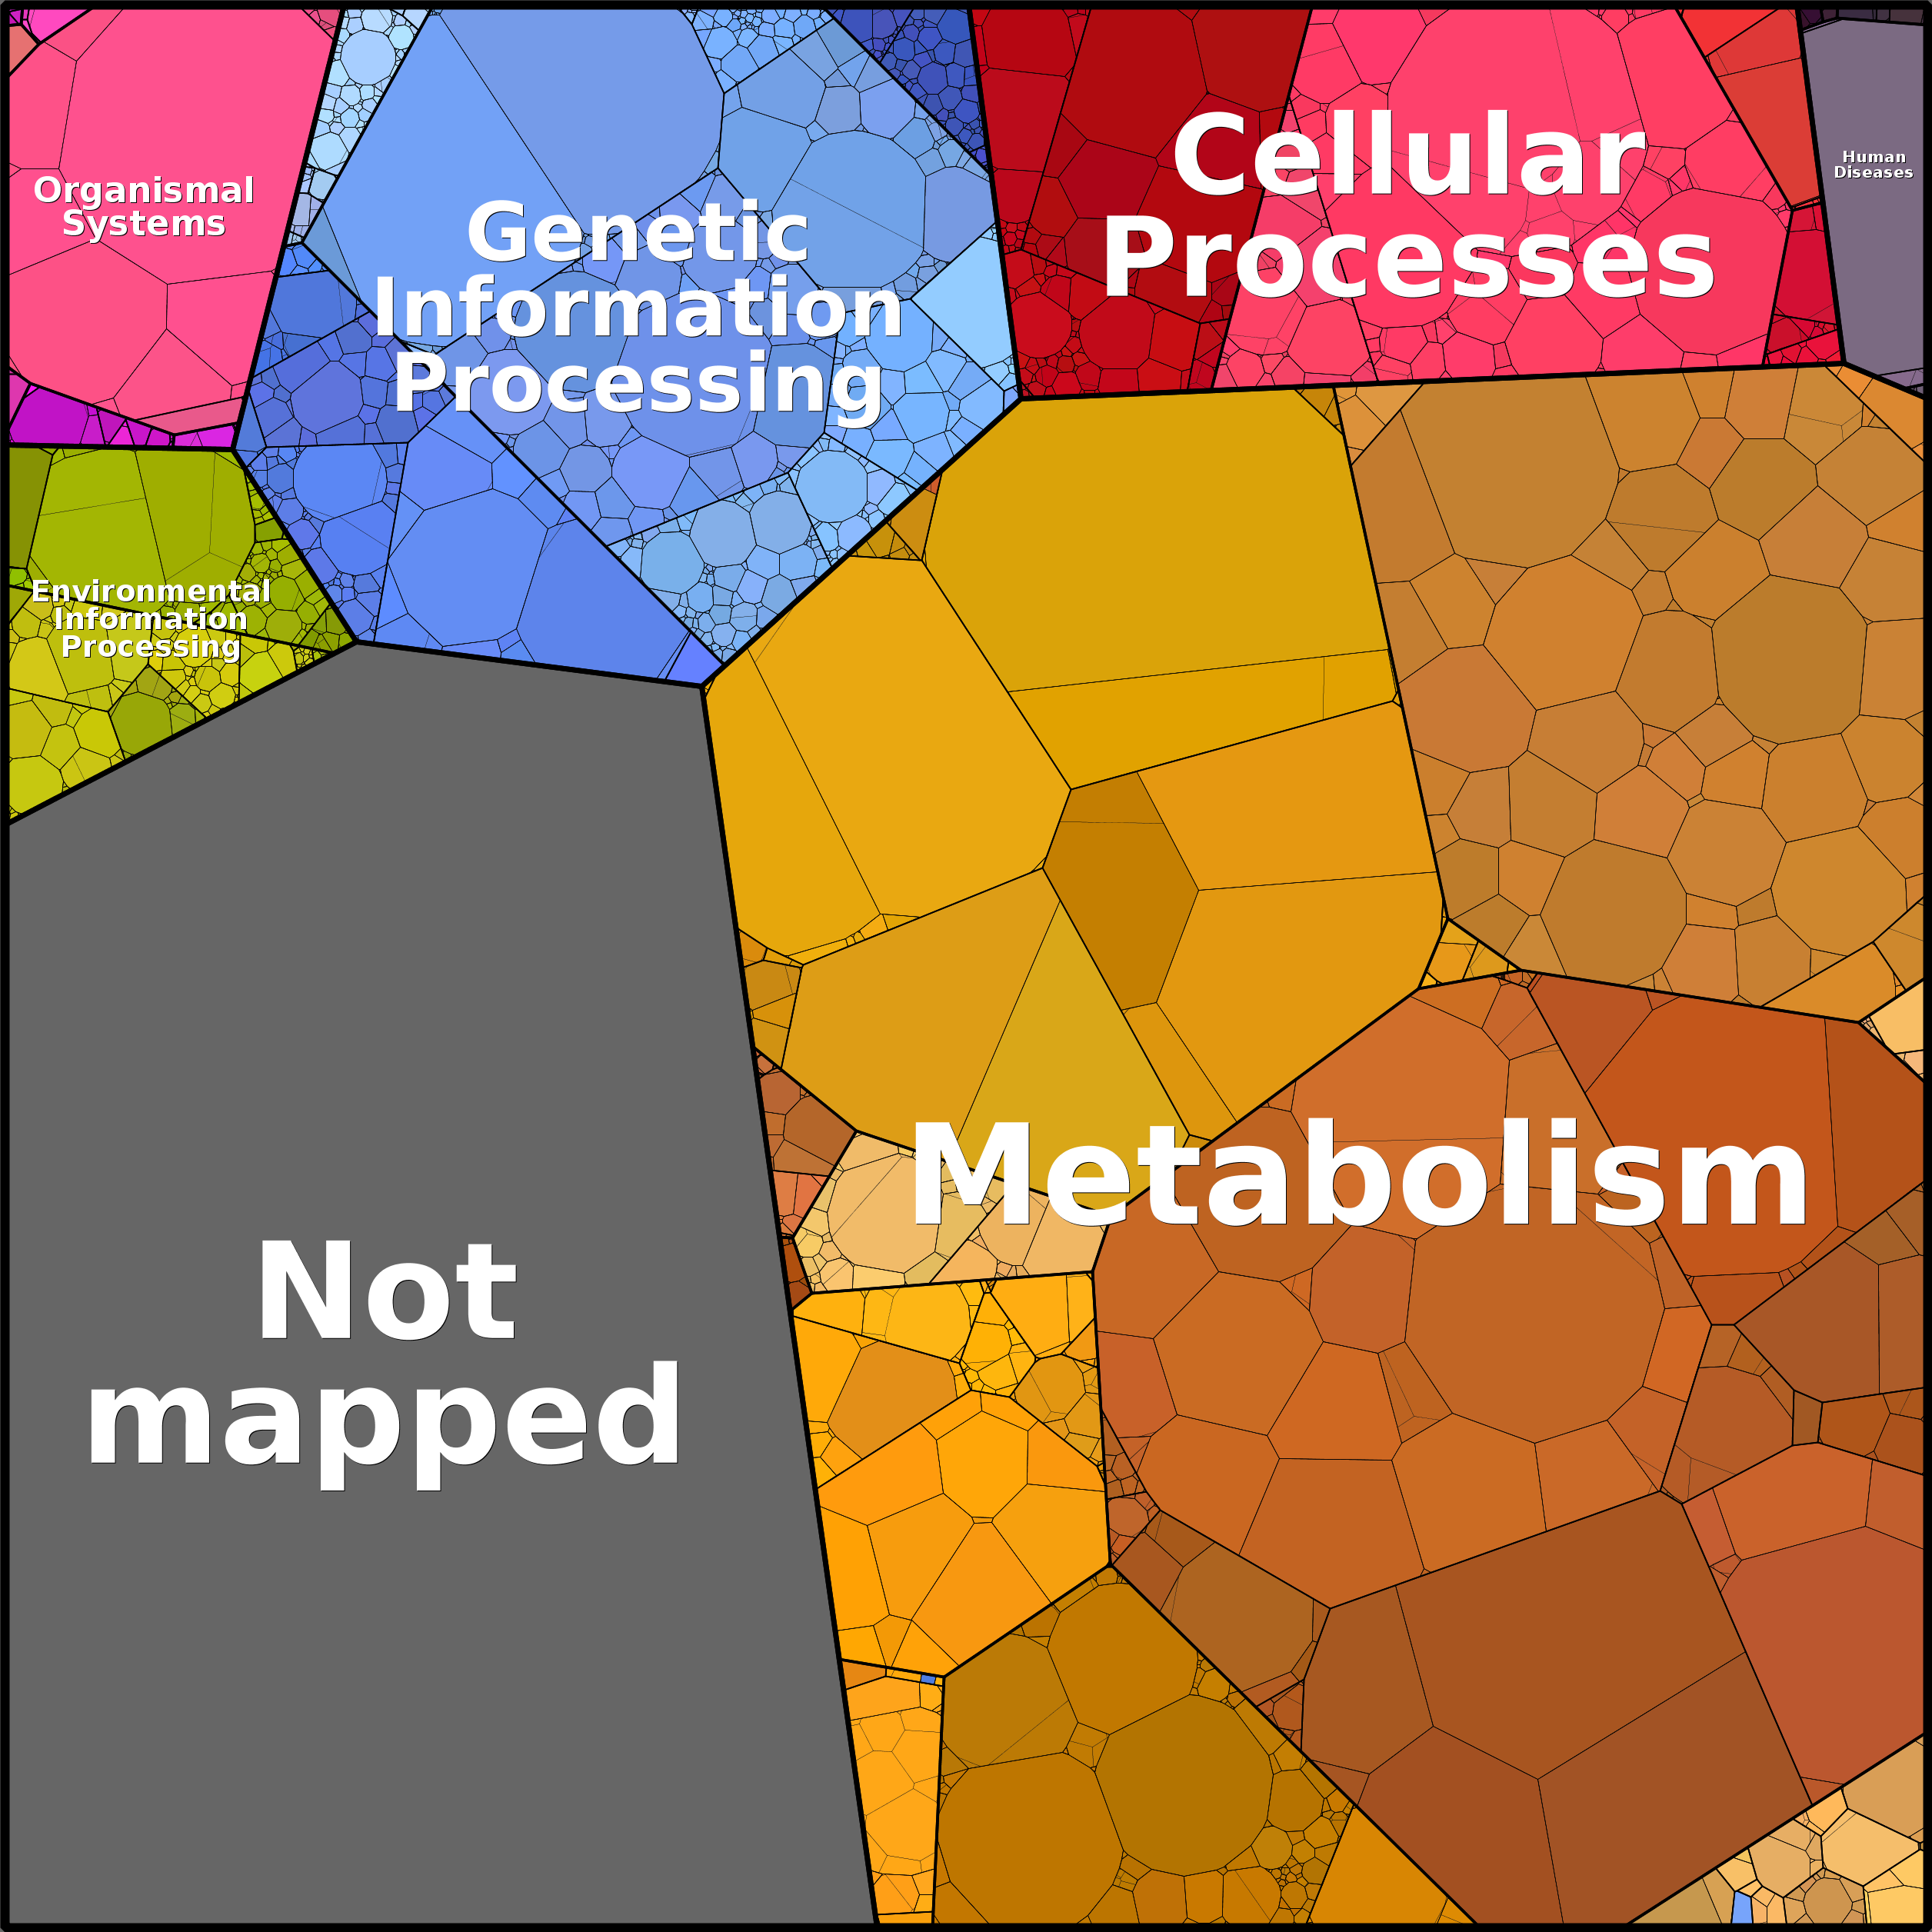 Organismal
Systems
Genetic
Information
Processing
Cellular
Processes
Human
Diseases
Environmental
Information
Processing
Metabolism
Not
mapped